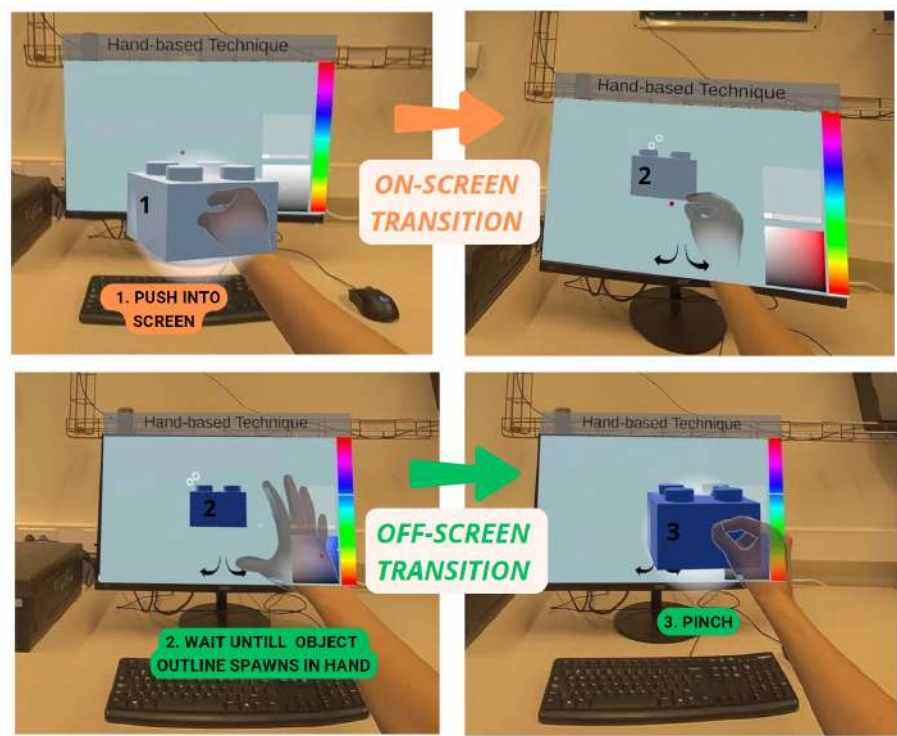 Hand-based Technique
1
1. PUSH INTO
SCREEN
ON-SCREEN
TRANSITION
Hand-based Technique
2
Hand-based Technique
2
2. WAIT UNTILL OBJECT
OUTLINE SPAWNS IN HAND
OFF-SCREEN
TRANSITION
Hand-based Technique
3
3. PINCH